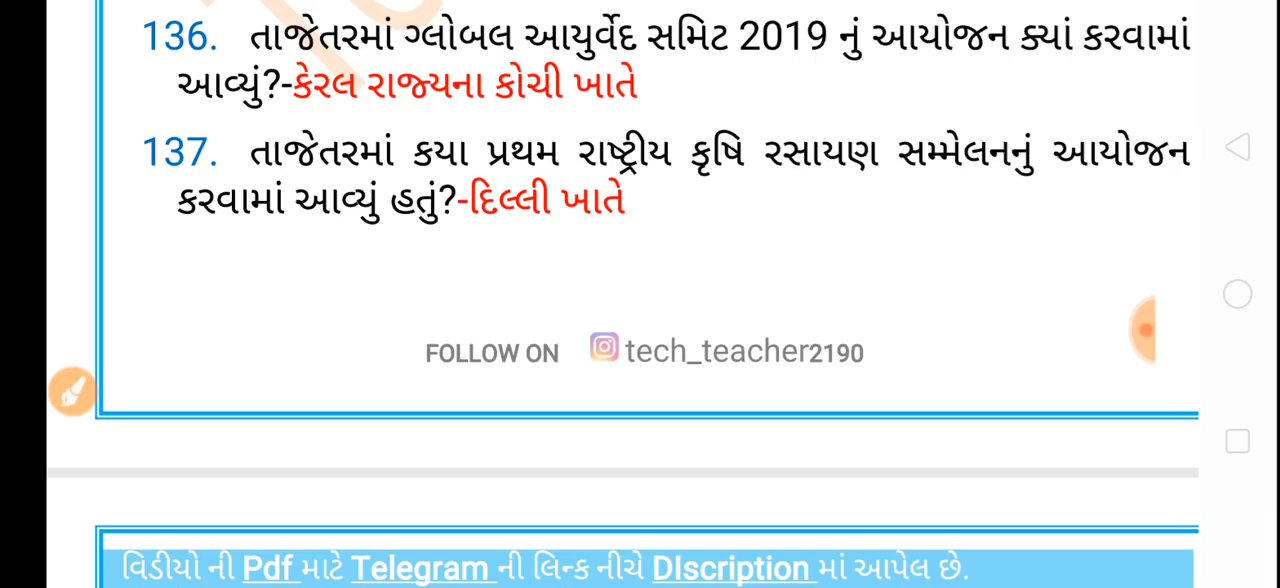 136. તાજેતરમાં ગ્લોબલ આયુર્વેદ સમિટ 2019 નું આયોજન ક્યાં કરવામાં
આવ્યું?-કેરલ રાજ્યના કોચી ખાતે
137. તાજેતરમાં કયા પ્રથમ રાષ્ટ્રીય કૃષિ રસાયણ સમ્મેલનનું આયોજન
કરવામાં આવ્યું હતું?-દિલ્લી ખાતે
FOLLOW ON tech_teacher2190
વિડીયો ની Pdf માટે Telegram ની લિન્ક નીચે DIscription માં આપેલ છે.